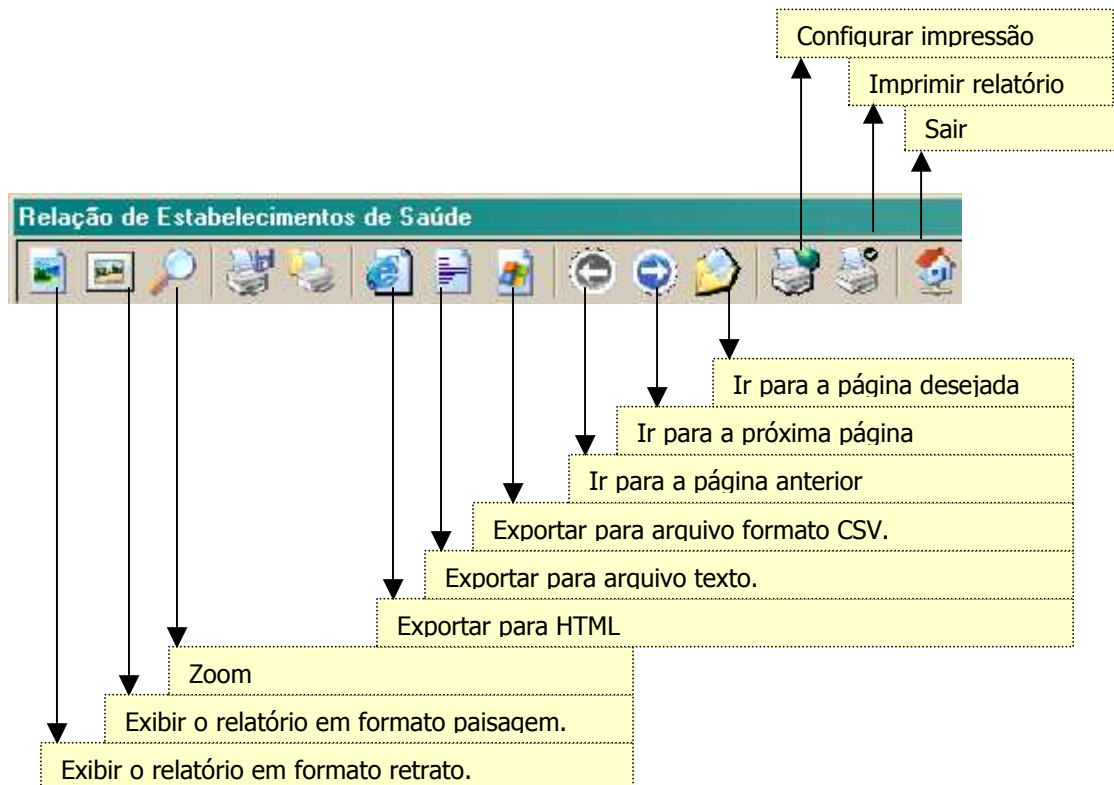 Configurar impressão
Imprimir relatório
Sair
Relação de Estabelecimentos de Saúde
Ir para a página desejada
Ir para a próxima página
Ir para a página anterior
Exportar para arquivo formato CSV.
Exportar para arquivo texto.
Exportar para HTML
Zoom
Exibir o relatório em formato paisagem.
Exibir o relatório em formato retrato.